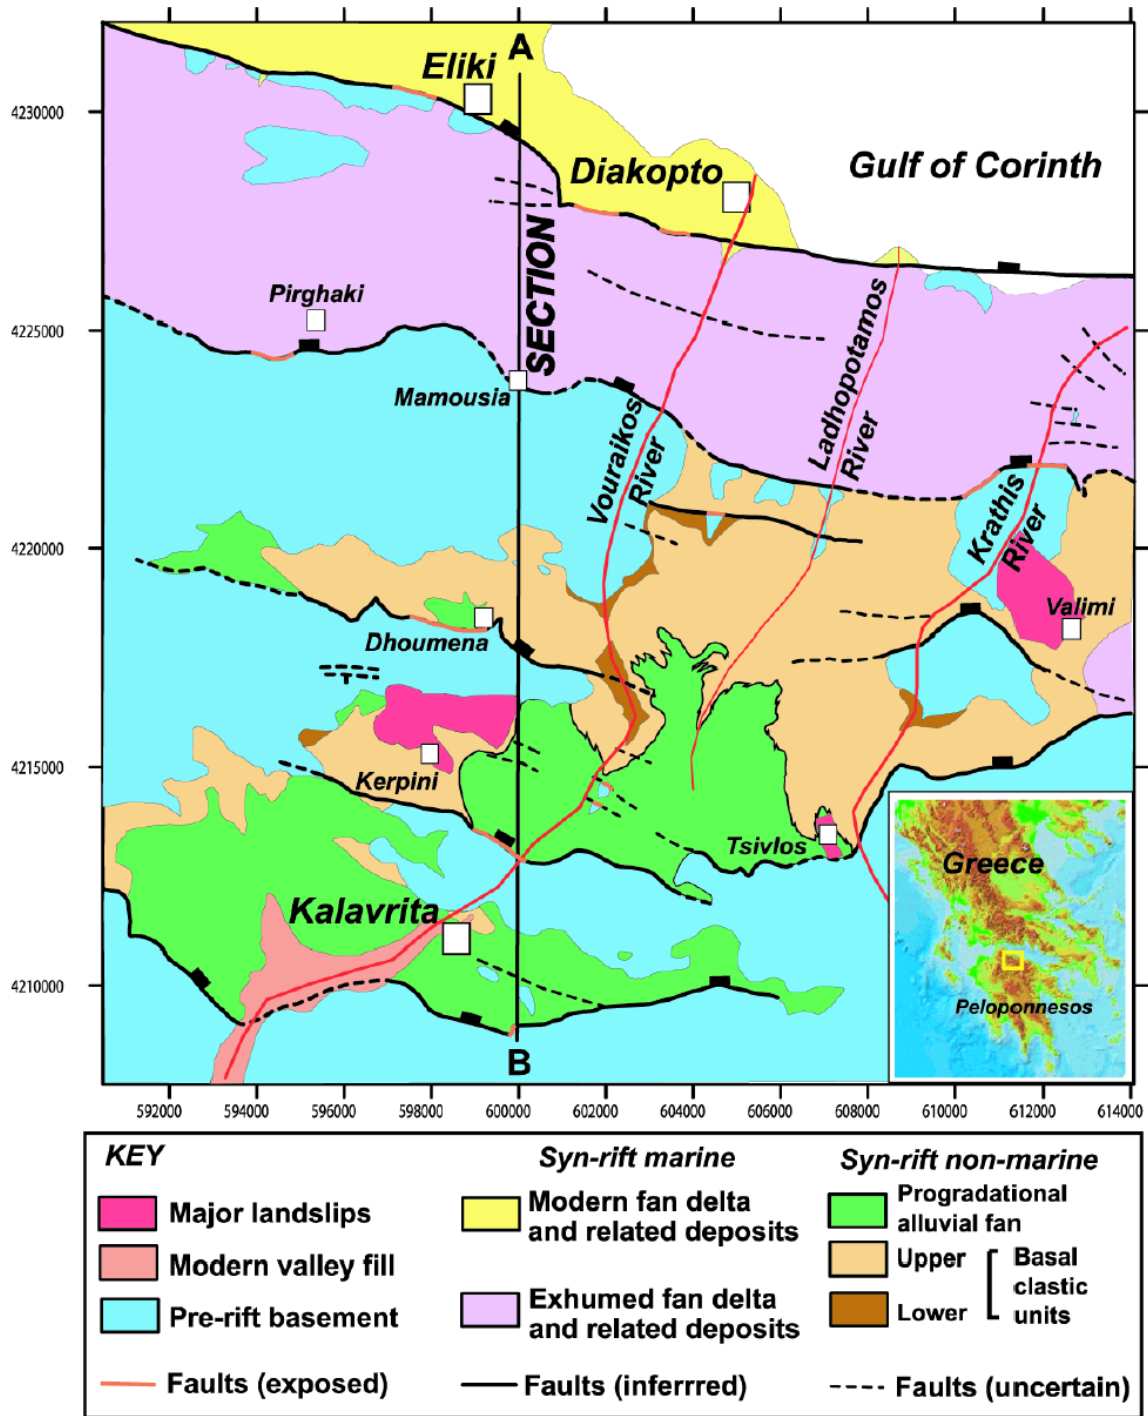 A
Eliki
4230000
Diakopto
Gulf of Corinth
SECTION
Pirghaki
4225000
Mamousia
Vouraikos
River
Ladhopotamos
River
Krathis
River
4220000
Dhoumena
Valimi
4215000
Kerpini
Tsivlos
Greece
Kalavrita
4210000
Peloponnesos
B
592000 594000 596000 598000 600000 602000 604000 606000 608000 610000 612000 614000
KEY
Major landslips
Modern valley fill
Pre-rift basement
Faults (exposed)
Syn-rift marine
Modern fan delta
and related deposits
Exhumed fan delta
and related deposits
Faults (inferrred)
Syn-rift non-marine
Progradational
alluvial fan
Upper
Lower
Basal
clastic
units
Faults (uncertain)